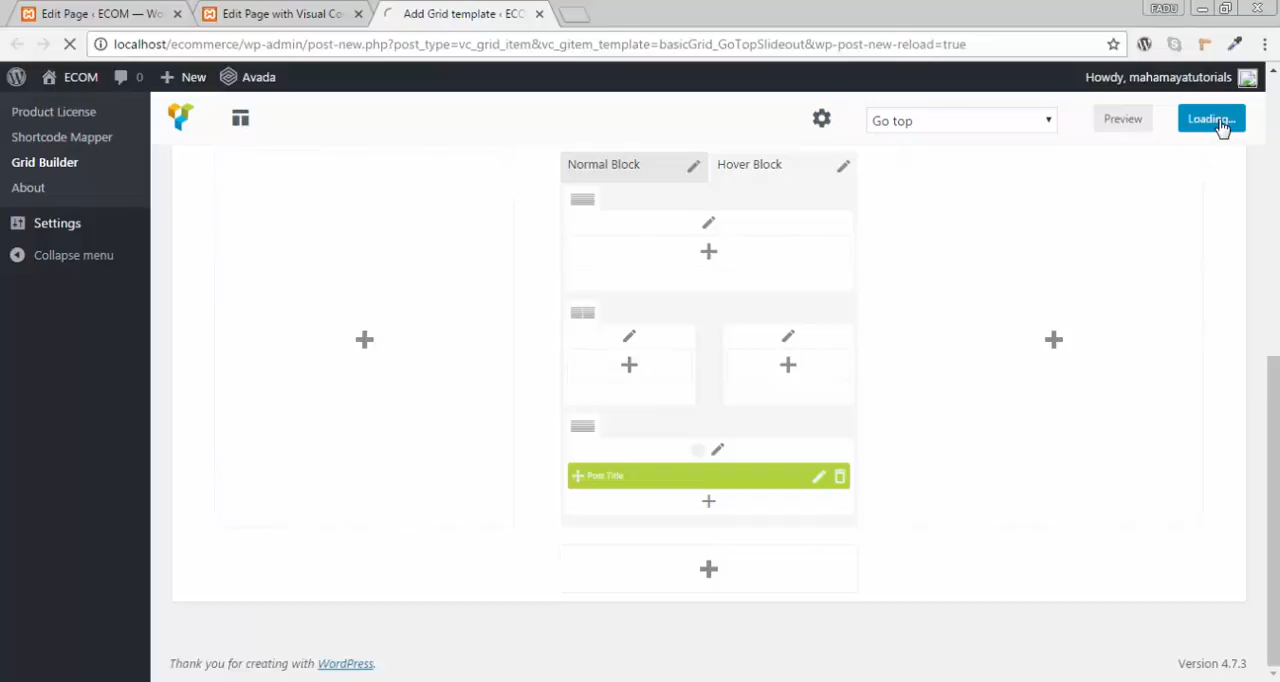 Edit Page ‹ ECOM — Wo
Edit Page with Visual Co
Add Grid template ‹ ECO
FADU
localhost/ecommerce/wp-admin/post-new.php?post_type=vc_grid_item&vc_gitem_template=basicGrid_GoTopSlideout&wp-post-new-reload=true
ECOM
0
New
Avada
Howdy, mahamayatutorials
Product License
Shortcode Mapper
Grid Builder
About
Settings
Collapse menu
Go top
Preview
Loading...
Normal Block
Hover Block
Post Title
Thank you for creating with WordPress.
Version 4.7.3